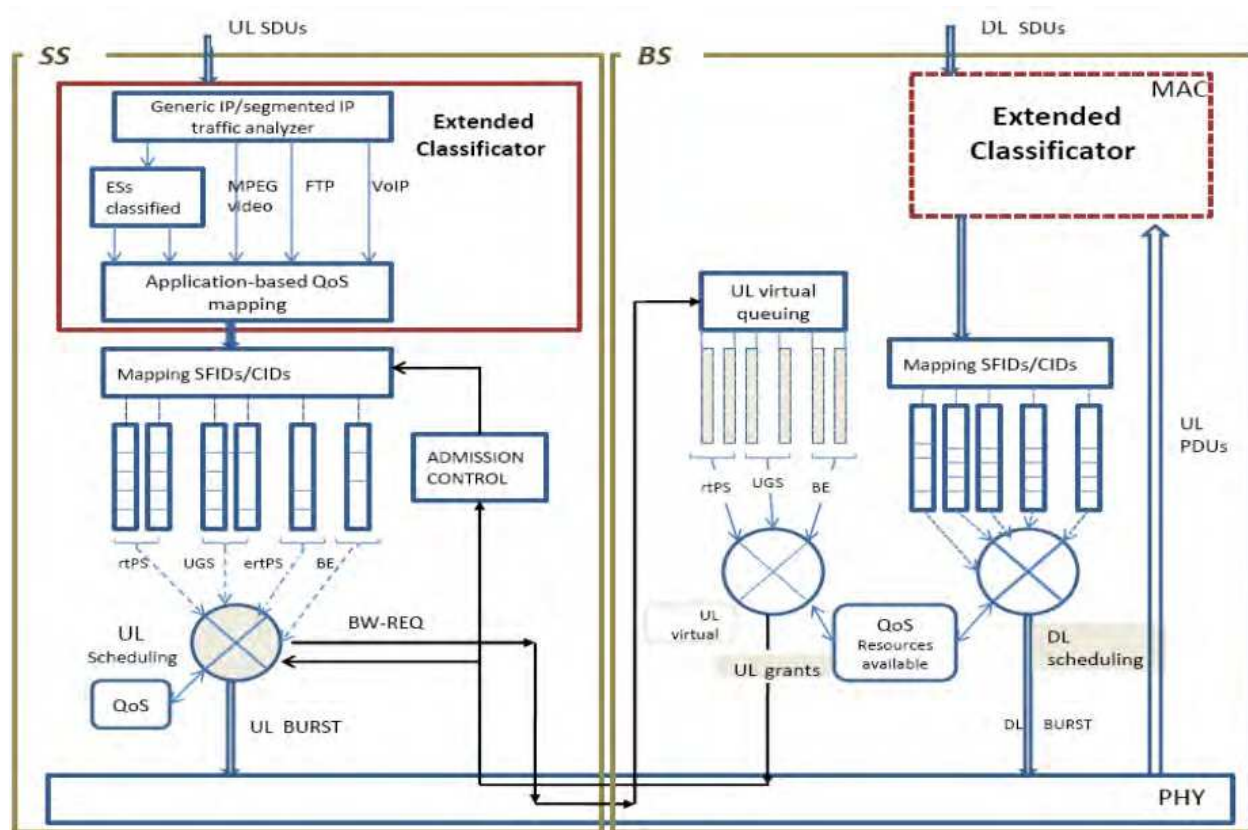 UL SDUs
SS
Generic IP/segmented IP
traffic analyzer
Extended
Classificator
ESs
classified
MPEG
video
FTP
VoIP
Application-based QoS
mapping
Mapping SFIDs/CIDs
ADMISSION
CONTROL
rtPS
UGS
ertPS
BE
UL
Scheduling
BW-REQ
QoS
UL BURST
DL SDUs
BS
MAC
Extended
Classificator
UL virtual
queuing
Mapping SFIDs/CIDs
UL
PDUs
rtPS
UGS
BE
UL
virtual
QoS
Resources
available
UL grants
DL
scheduling
DL BURST
PHY